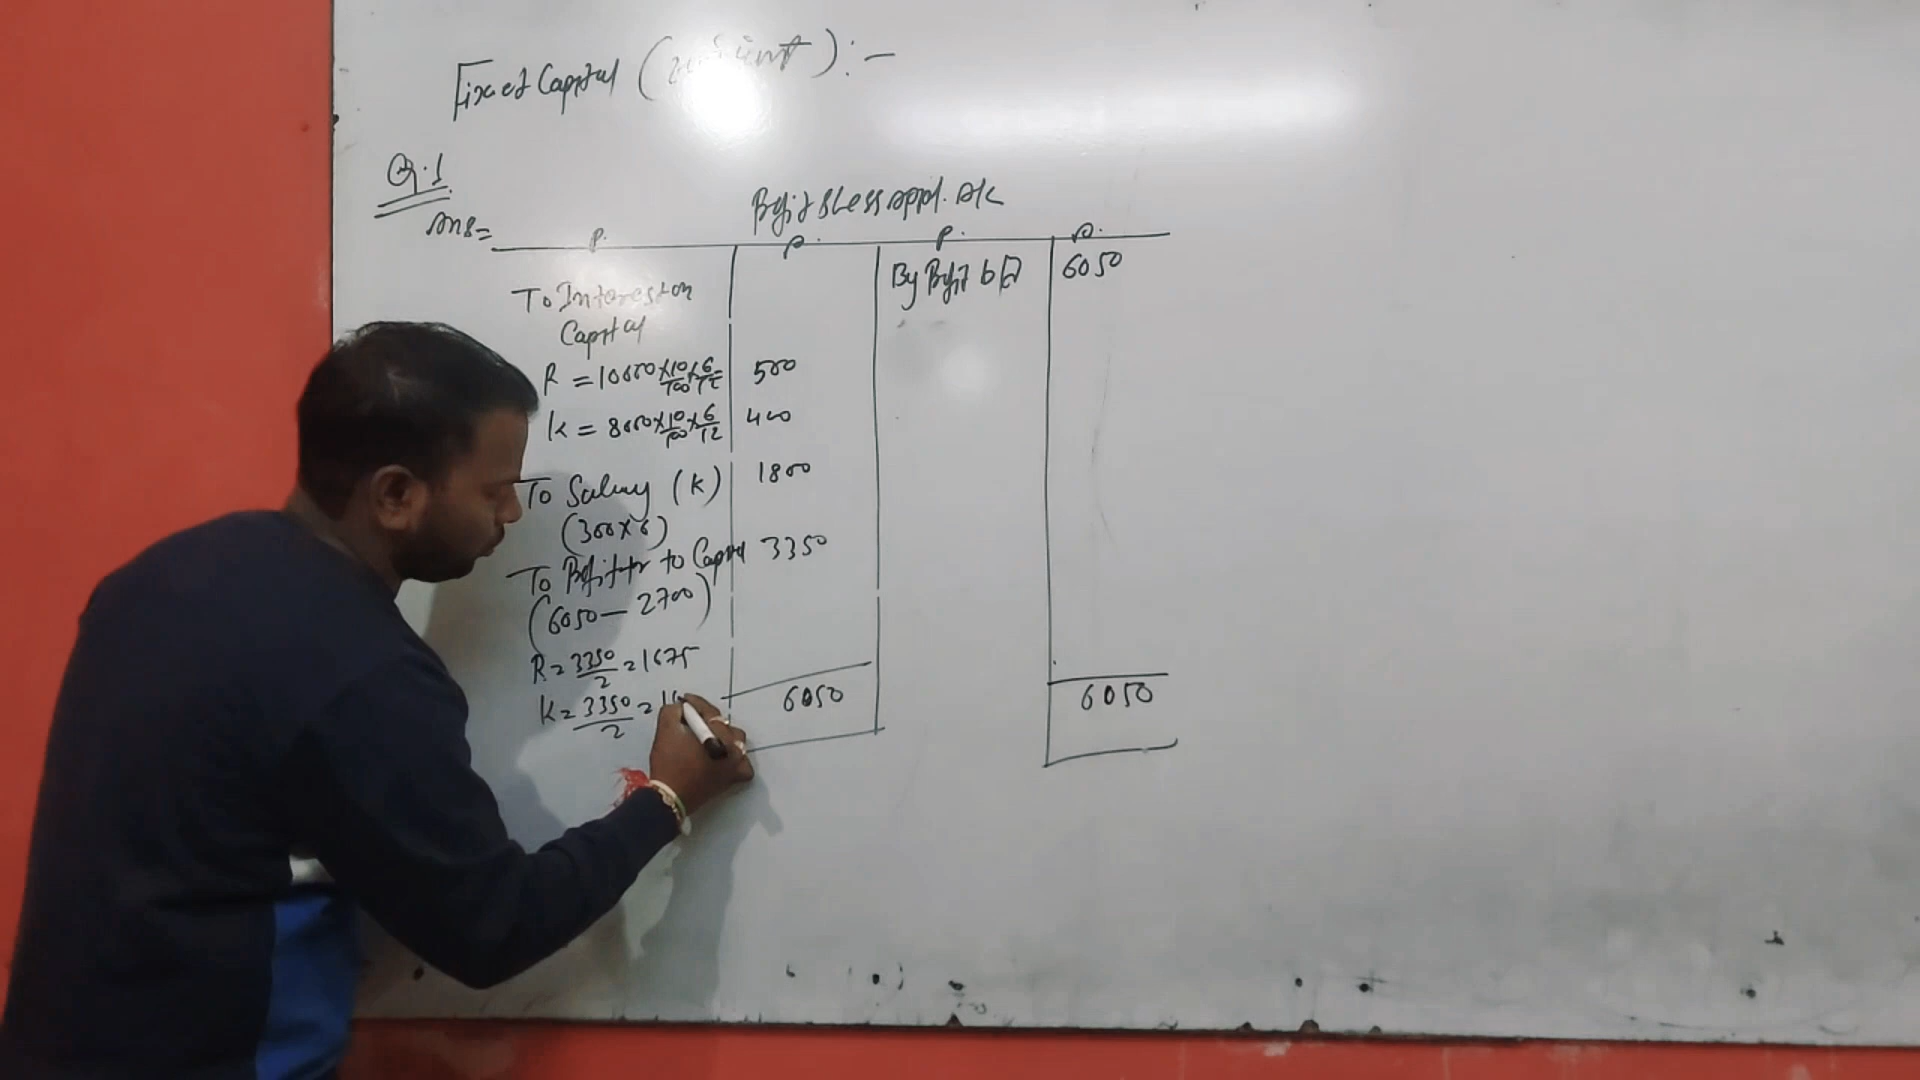 Fixed Capital ( ) : -
Q.1
Ans =
Profit & Loss appl. A/c
P. P. P. P.
To Interest on Capital
By Profit b/d 6050
R = 10000 × 10/100 × 6/12 = 500
K = 8000 × 10/100 × 6/12 400
To Salary (K) 1800
(300 × 6)
To Profit tr to Capital 3350
(6050 - 2700)
R = 3350/2 = 1675
K = 3350/2 =
6050 6050